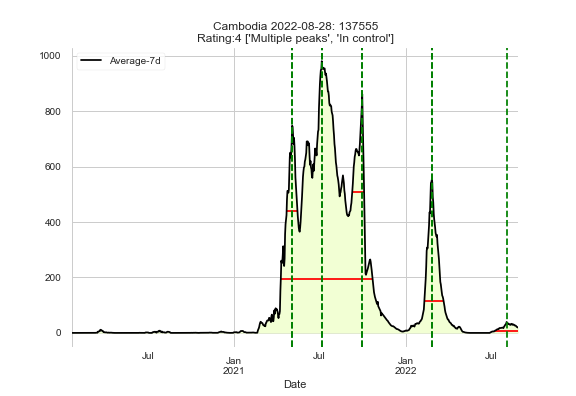 Cambodia 2022-08-28: 137555
Rating:4 ['Multiple peaks', 'In control']
Average-7d
1000
800
600
400
200
0
Jul
Jan
2021
Jul
Jan
2022
Jul
Date